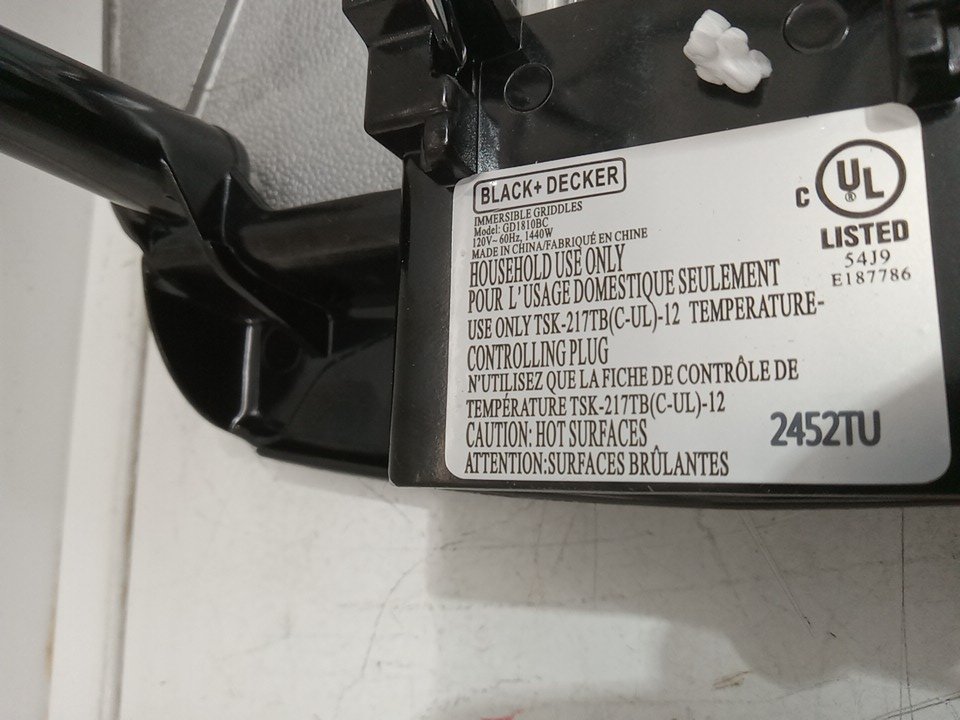 BLACK+DECKER
IMMERSIBLE GRIDDLES
Model: GD1810BC
120V~60Hz, 1440W
MADE IN CHINA/FABRIQUÉ EN CHINE
HOUSEHOLD USE ONLY
POUR L'USAGE DOMESTIQUE SEULEMENT
USE ONLY TSK-217TB(C-UL)-12 TEMPERATURE-
CONTROLLING PLUG
N'UTILISEZ QUE LA FICHE DE CONTRÔLE DE
TEMPÉRATURE TSK-217TB(C-UL)-12
CAUTION: HOT SURFACES
ATTENTION:SURFACES BRÛLANTES
C UL ®
LISTED
54J9
E187786
2452TU